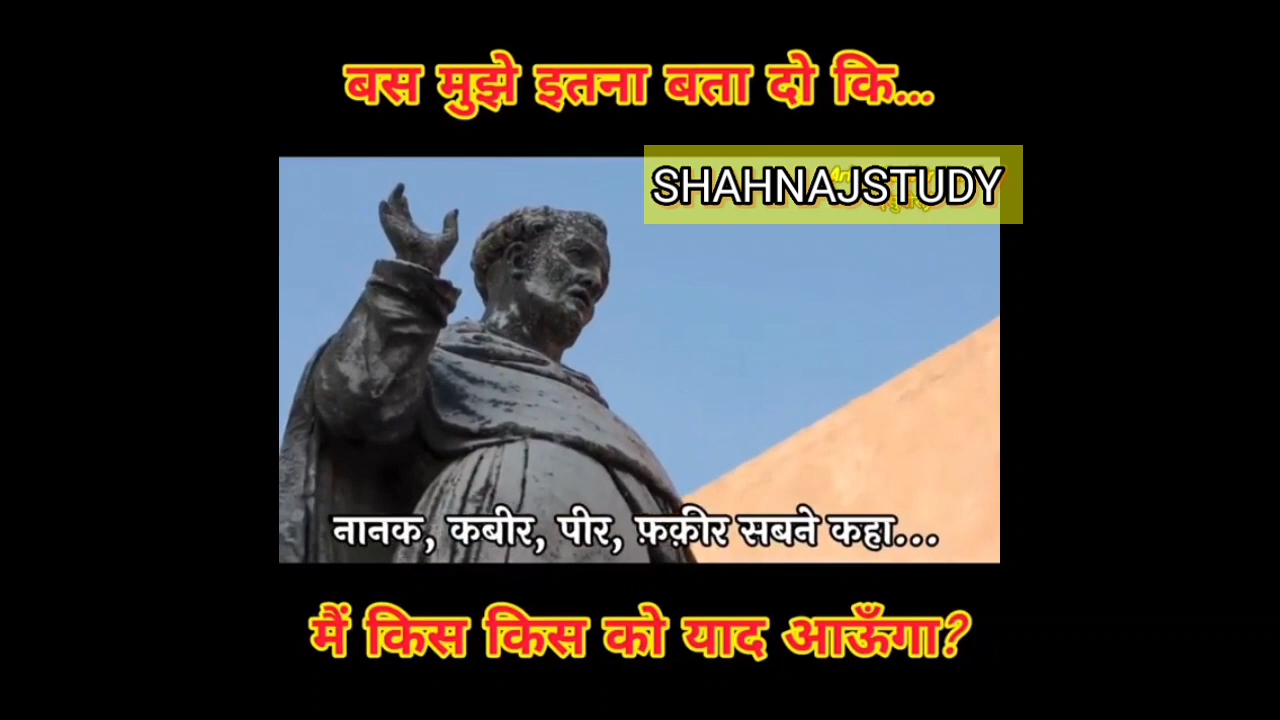 बस मुझे इतना बता दो कि...
SHAHNAJSTUDY
नानक, कबीर, पीर, फ़क़ीर सबने कहा...
मैं किस किस को याद आऊँगा?